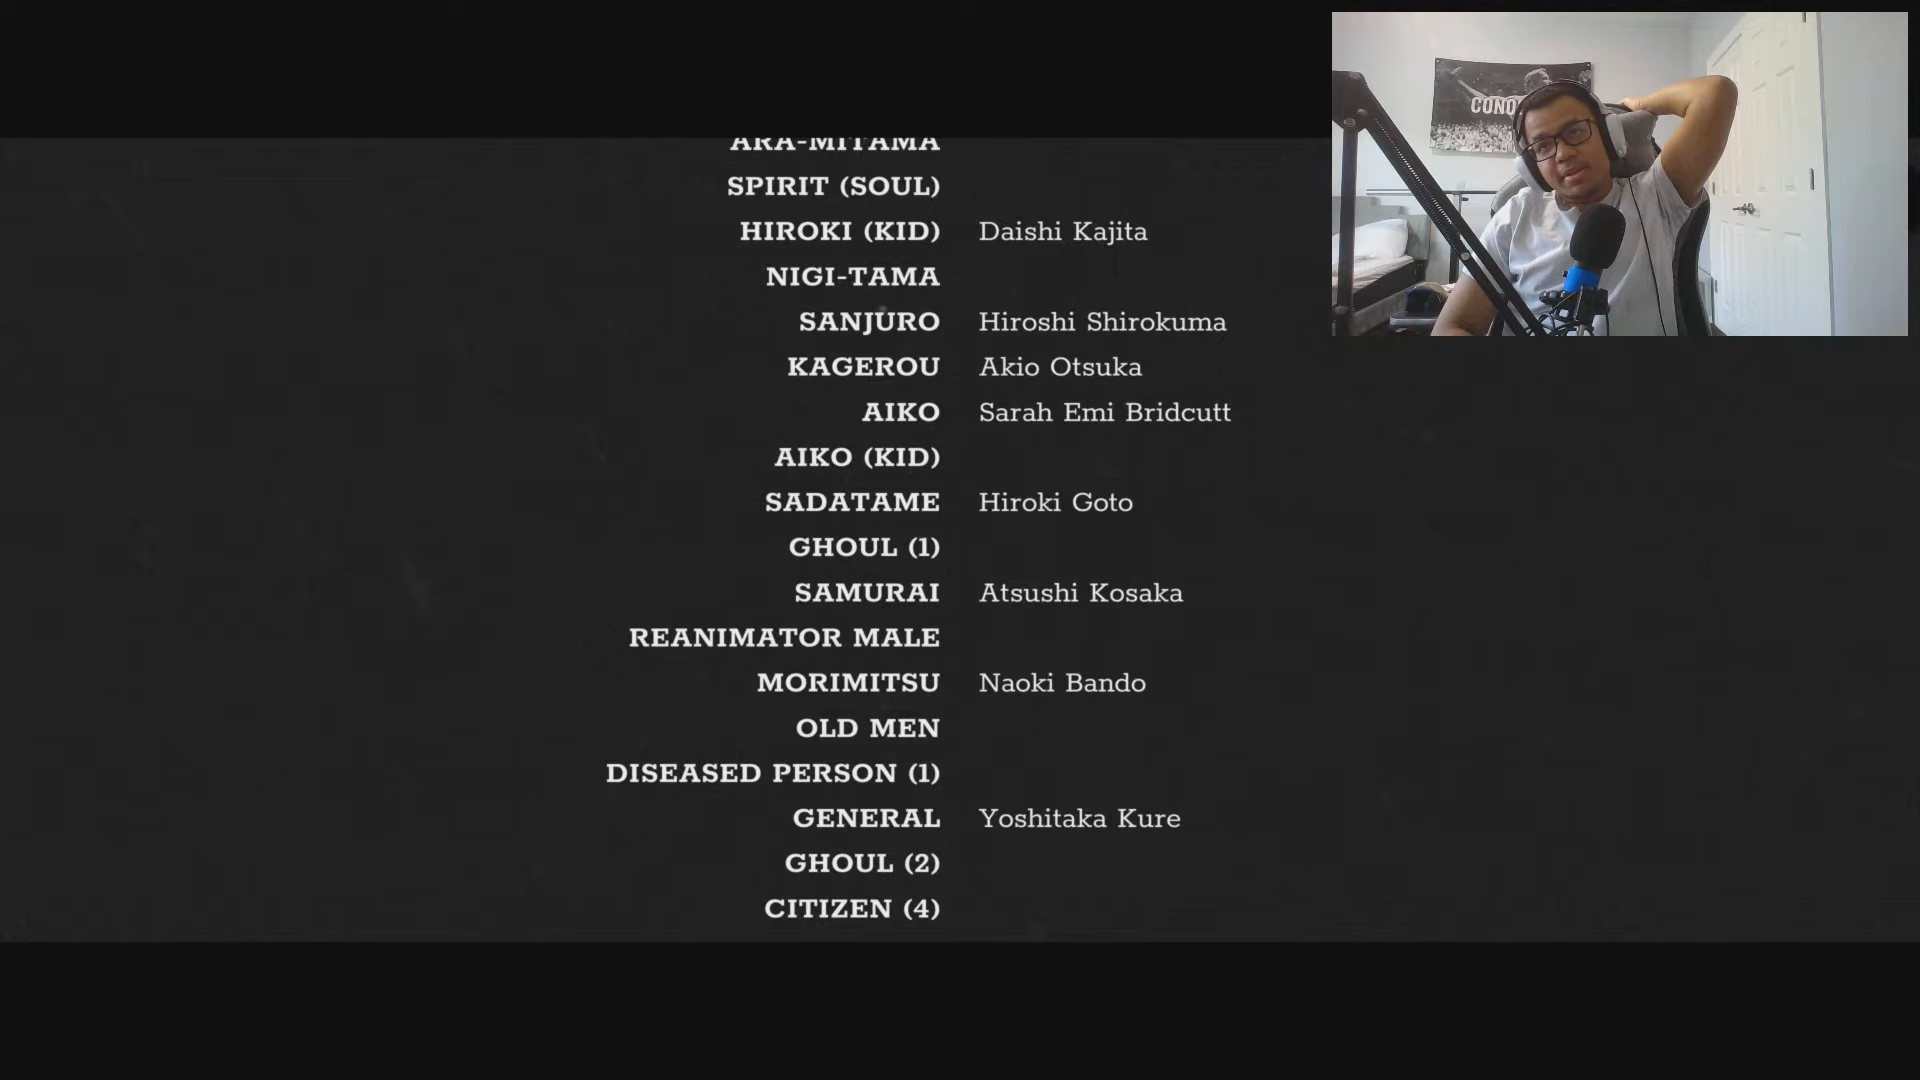 ARA-MITAMA
SPIRIT (SOUL)
HIROKI (KID) Daishi Kajita
NIGI-TAMA
SANJURO Hiroshi Shirokuma
KAGEROU Akio Otsuka
AIKO Sarah Emi Bridcutt
AIKO (KID)
SADATAME Hiroki Goto
GHOUL (1)
SAMURAI Atsushi Kosaka
REANIMATOR MALE
MORIMITSU Naoki Bando
OLD MEN
DISEASED PERSON (1)
GENERAL Yoshitaka Kure
GHOUL (2)
CITIZEN (4)